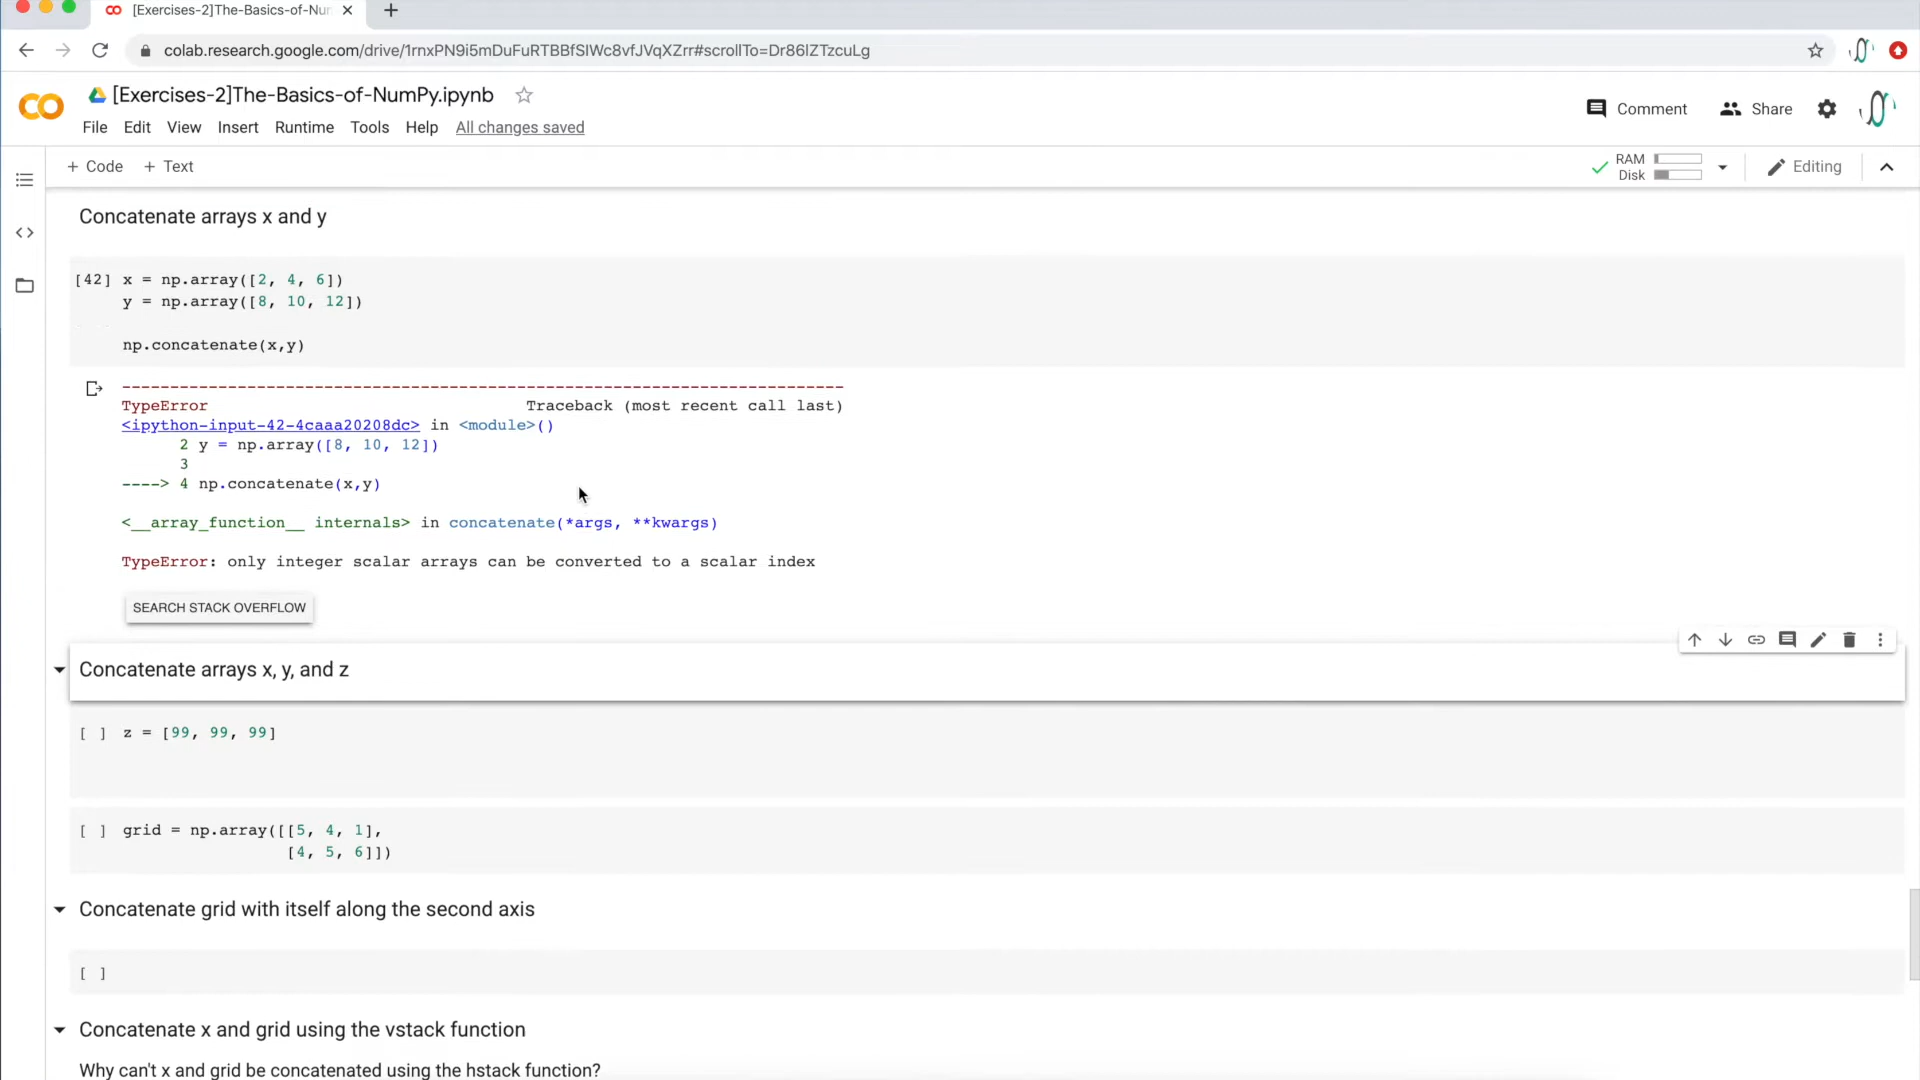 [Exercises-2]The-Basics-of-Nu
colab.research.google.com/drive/1rnxPN9i5mDuFuRTBBfSlWc8vfJVqXZrr#scrollTo=Dr86lZTzcuLg
[Exercises-2]The-Basics-of-NumPy.ipynb
Comment Share
File Edit View Insert Runtime Tools Help All changes saved
+ Code + Text
RAM
Disk
Editing
Concatenate arrays x and y
[42] x = np.array([2, 4, 6])
y = np.array([8, 10, 12])
np.concatenate(x,y)
---------------------------------------------------------------------------
TypeError Traceback (most recent call last)
<ipython-input-42-4caaa20208dc> in <module>()
2 y = np.array([8, 10, 12])
3
----> 4 np.concatenate(x,y)
<__array_function__ internals> in concatenate(*args, **kwargs)
TypeError: only integer scalar arrays can be converted to a scalar index
SEARCH STACK OVERFLOW
Concatenate arrays x, y, and z
[ ] z = [99, 99, 99]
[ ] grid = np.array([[5, 4, 1],
[4, 5, 6]])
Concatenate grid with itself along the second axis
[ ]
Concatenate x and grid using the vstack function
Why can't x and grid be concatenated using the hstack function?